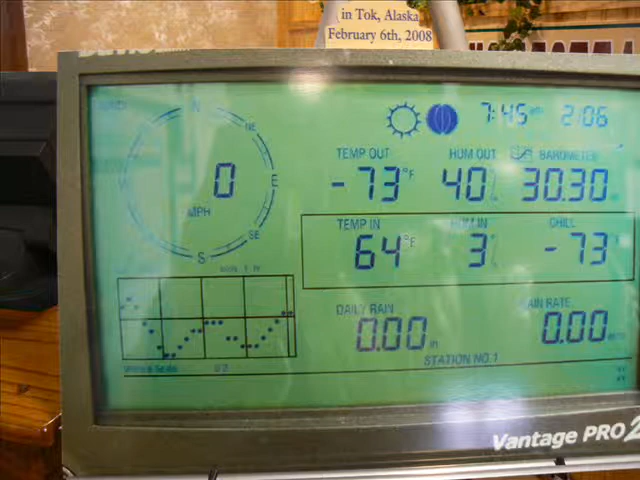 (in Tok, Alaska
February 6th, 2008
N
7:45 am 2/06
NE
TEMP OUT HUM OUT BAROMETER
0 E -73°F 40% 30.30 in
MPH
TEMP IN HUM IN CHILL
64°F 3% -73
SE
S
DAILY RAIN RAIN RATE
0.00 in 0.00
STATION NO.1
Vantage PRO2